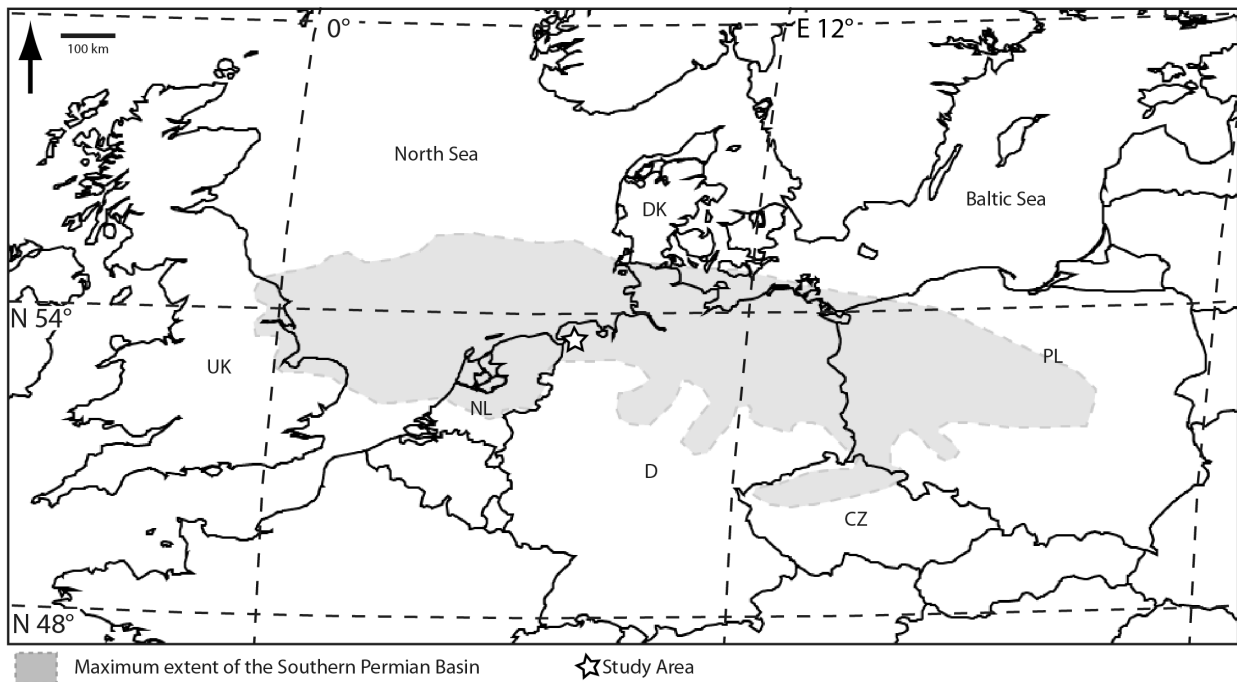 0°
E 12°
100 km
North Sea
DK
Baltic Sea
N 54°
UK
PL
NL
D
CZ
N 48°
Maximum extent of the Southern Permian Basin
Study Area